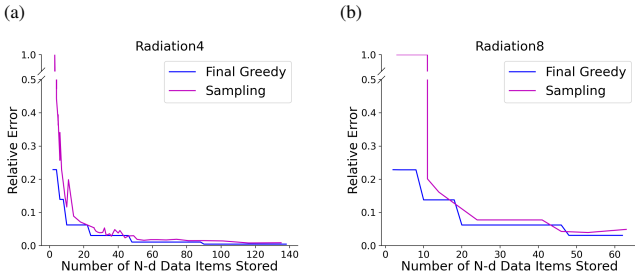 (a)
Radiation4
1.0
0.5
0.4
0.3
0.2
0.1
0.0
Relative Error
Final Greedy
Sampling
0 20 40 60 80 100 120 140
Number of N-d Data Items Stored
(b)
Radiation8
1.0
0.5
0.4
0.3
0.2
0.1
0.0
Relative Error
Final Greedy
Sampling
0 10 20 30 40 50 60
Number of N-d Data Items Stored